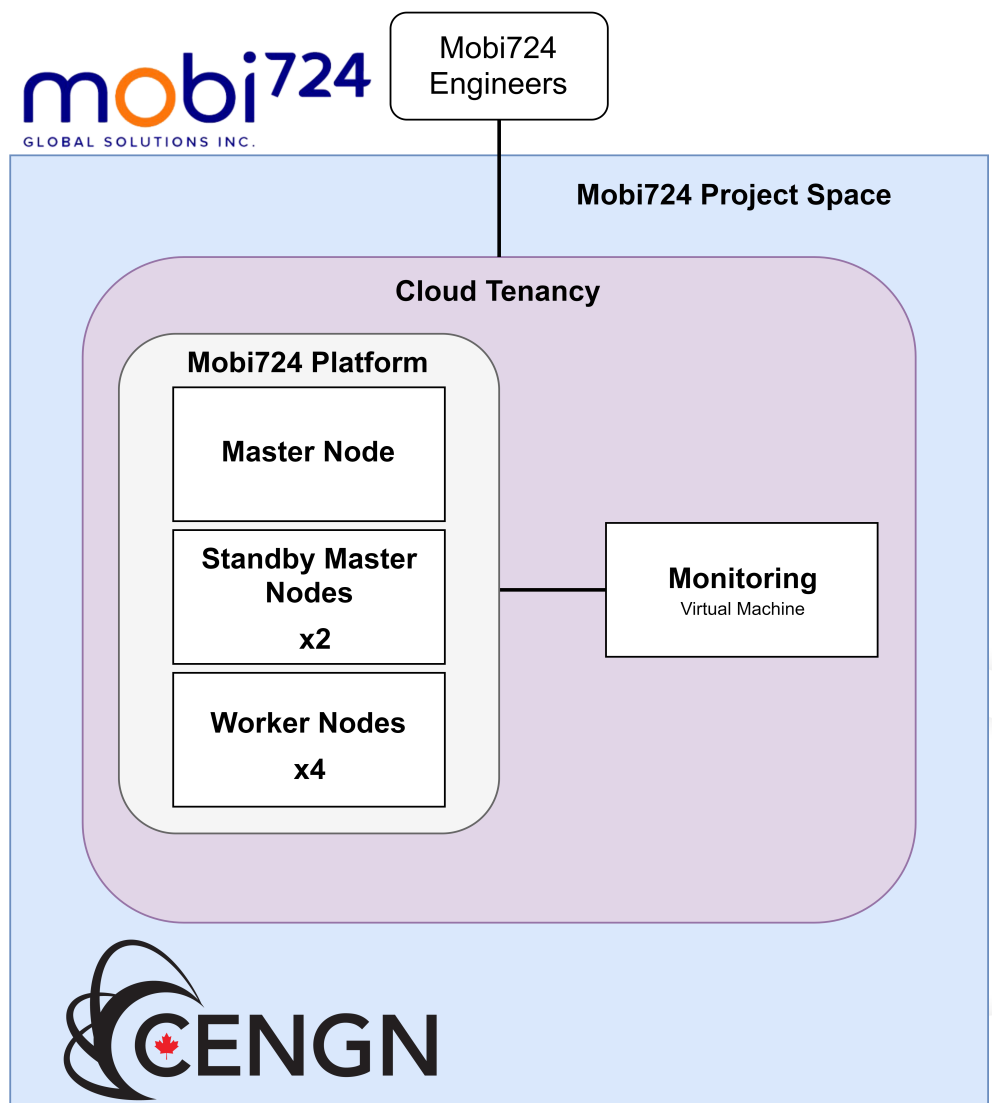 mobi724
GLOBAL SOLUTIONS INC.
Mobi724
Engineers
Mobi724 Project Space
Cloud Tenancy
Mobi724 Platform
Master Node
Standby Master
Nodes
x2
Worker Nodes
x4
Monitoring
Virtual Machine
CENGN